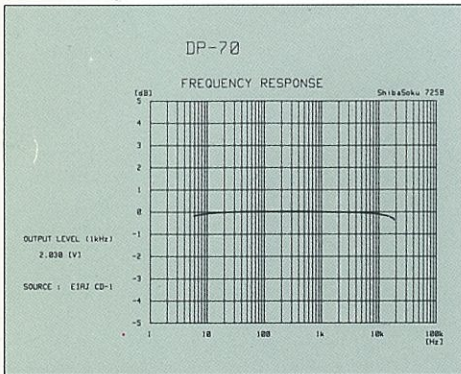 DP-70
FREQUENCY RESPONSE
[dB]
ShibaSoku 725B
5
4
3
2
1
0
-1
-2
-3
-4
-5
OUTPUT LEVEL (1kHz)
2.030 [V]
SOURCE : EIAJ CD-1
1 10 100 1k 10k 100k
[Hz]